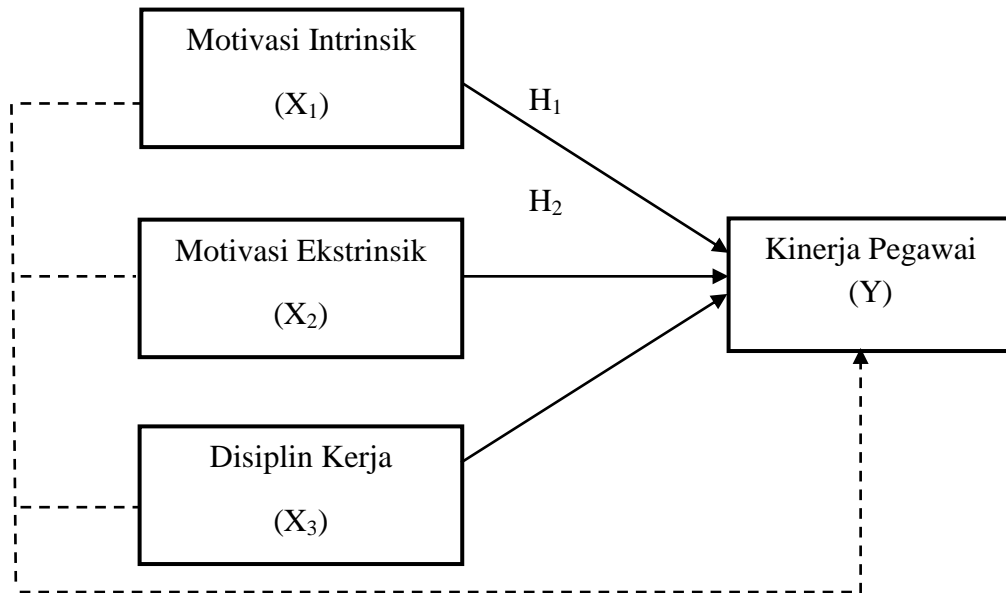 Motivasi Intrinsik
(X₁)
H₁
H₂
Motivasi Ekstrinsik
(X₂)
Kinerja Pegawai
(Y)
Disiplin Kerja
(X₃)